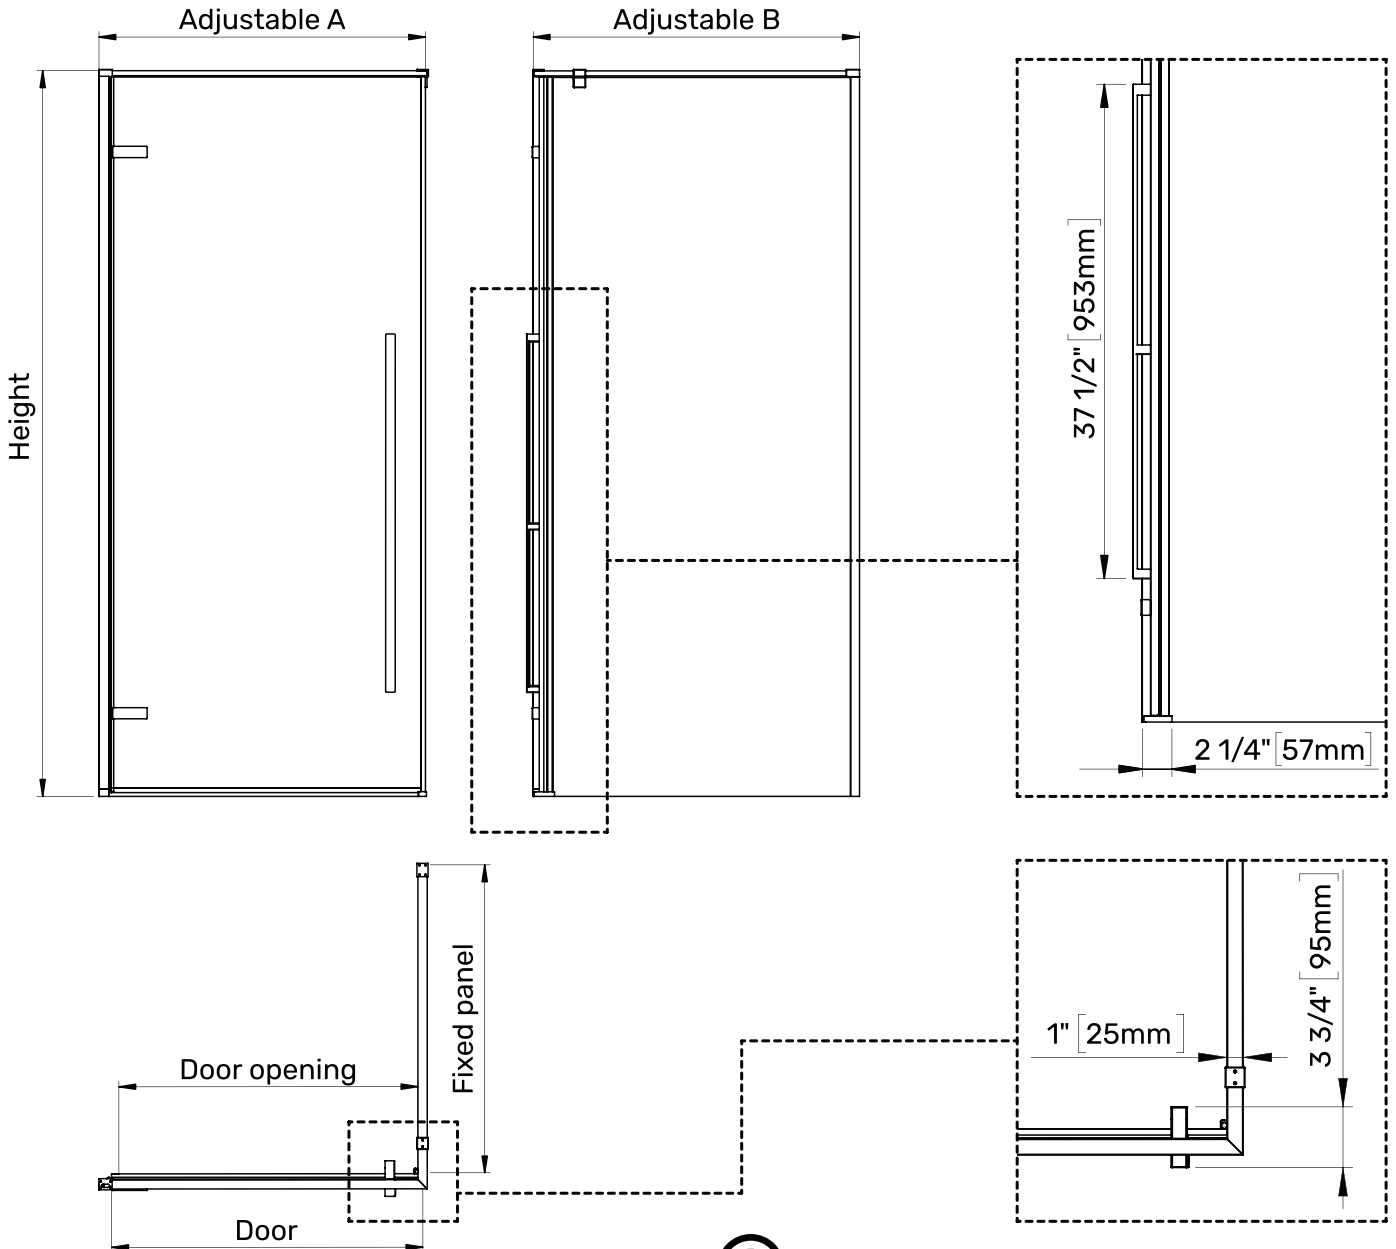 Adjustable A
Adjustable B
Height
37 1/2" [953mm]
2 1/4" [57mm]
Fixed panel
Door opening
Door
1" [25mm]
3 3/4" [95mm]